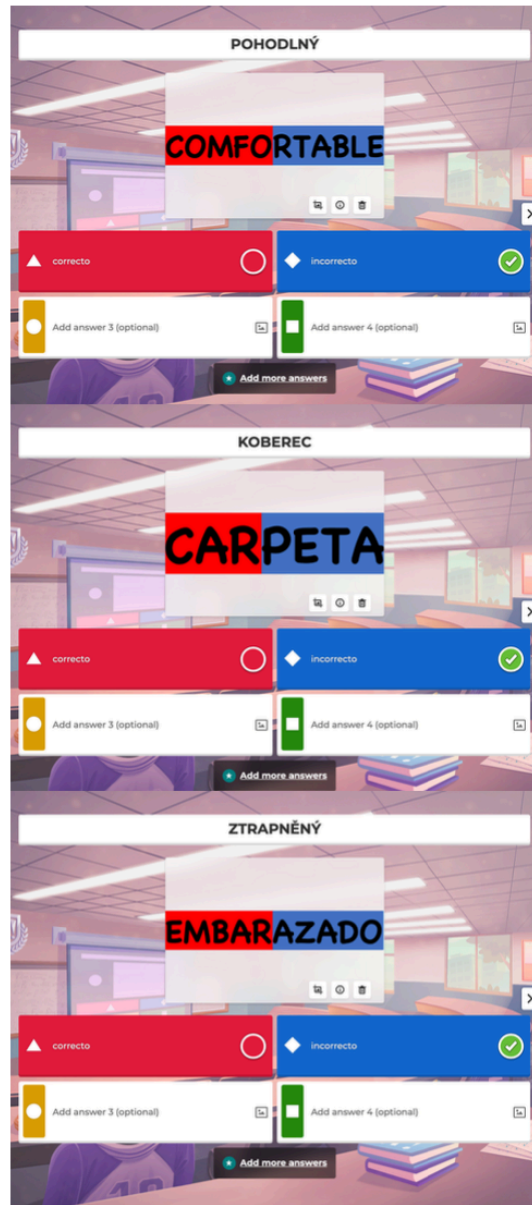 POHODLNÝ
COMFORTABLE
correcto
incorrecto
Add answer 3 (optional)
Add answer 4 (optional)
Add more answers
KOBEREC
CARPETA
correcto
incorrecto
Add answer 3 (optional)
Add answer 4 (optional)
Add more answers
ZTRAPNĚNÝ
EMBARAZADO
correcto
incorrecto
Add answer 3 (optional)
Add answer 4 (optional)
Add more answers